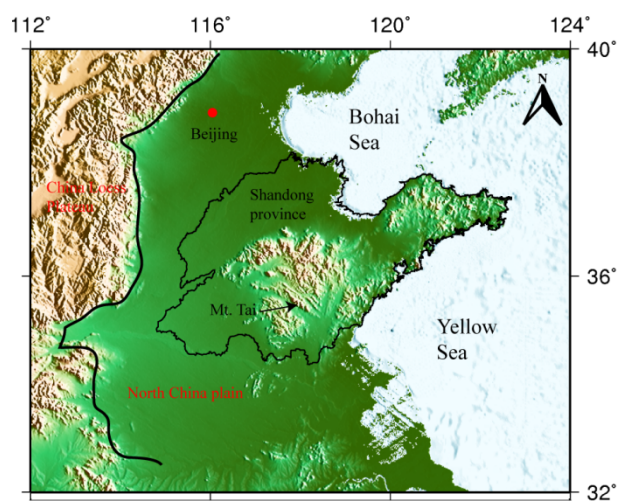 112° 116° 120° 124°
40°
N
Bohai
Sea
Beijing
China Loess
Plateau
Shandong
province
36°
Mt. Tai
Yellow
Sea
North China plain
32°